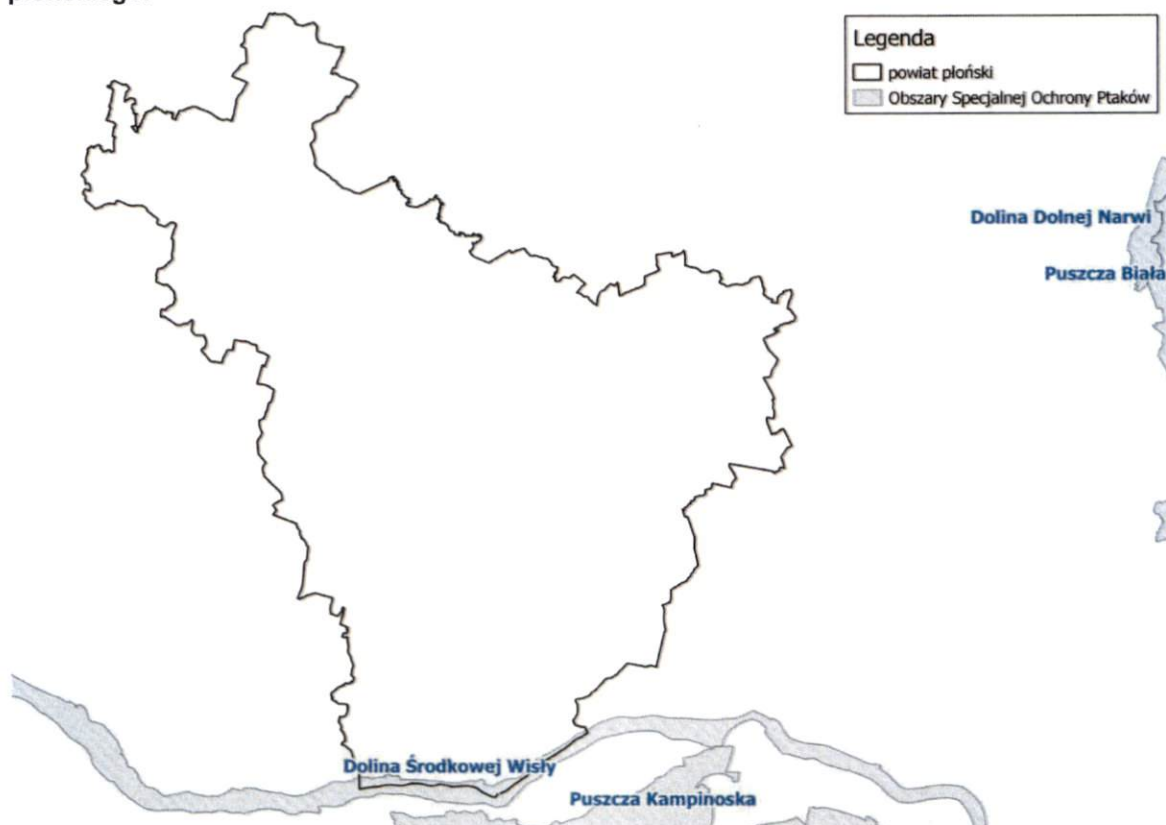 Legenda
powiat płoński
Obszary Specjalnej Ochrony Ptaków
Dolina Dolnej Narwi
Puszcza Biała
Dolina Środkowej Wisły
Puszcza Kampinoska